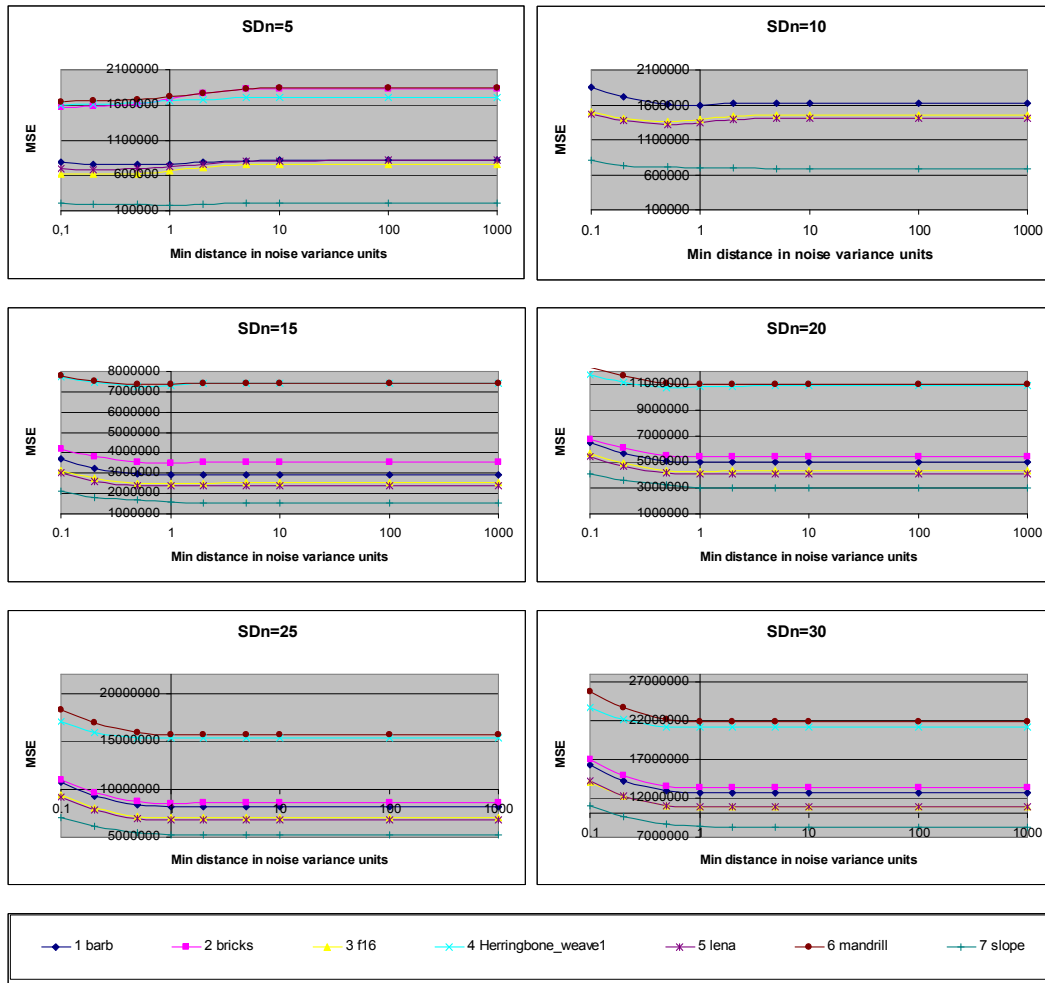 SDn=5
2100000
1600000
1100000
600000
100000
MSE
0,1 1 10 100 1000
Min distance in noise variance units
SDn=10
2100000
1600000
1100000
600000
100000
MSE
0.1 1 10 100 1000
Min distance in noise variance units
SDn=15
8000000
7000000
6000000
5000000
4000000
3000000
2000000
1000000
MSE
0.1 1 10 100 1000
Min distance in noise variance units
SDn=20
11000000
9000000
7000000
5000000
3000000
1000000
MSE
0.1 1 10 100 1000
Min distance in noise variance units
SDn=25
20000000
15000000
10000000
5000000
MSE
0,1 1 10 100 1000
Min distance in noise variance units
SDn=30
27000000
22000000
17000000
12000000
7000000
MSE
0.1 1 10 100 1000
Min distance in noise variance units
1 barb 2 bricks 3 f16 4 Herringbone_weave1 5 lena 6 mandrill 7 slope